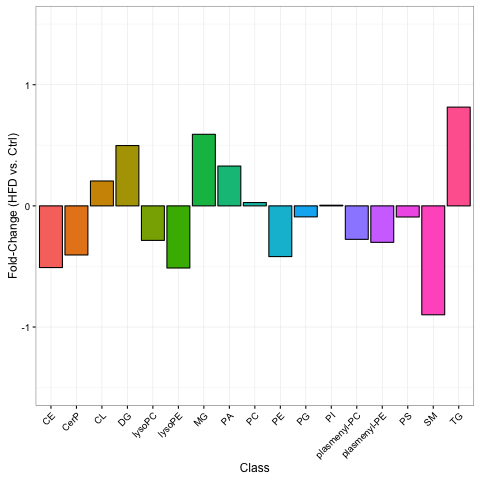 Fold-Change (HFD vs. Ctrl)
1
0
-1
CE
CerP
CL
DG
lysoPC
lysoPE
MG
PA
PC
PE
PG
PI
plasmenyl-PC
plasmenyl-PE
PS
SM
TG
Class